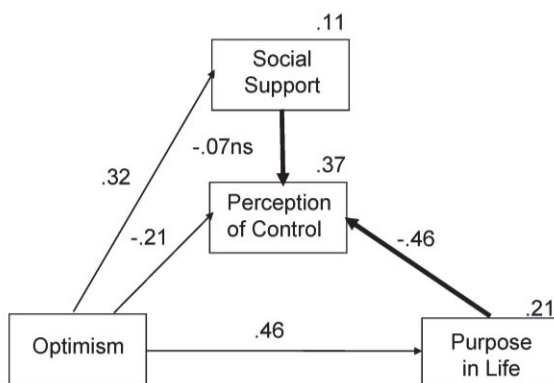 .11
Social
Support
-.07ns
.37
.32
Perception
of Control
-.21
-.46
.46
.21
Optimism
Purpose
in Life